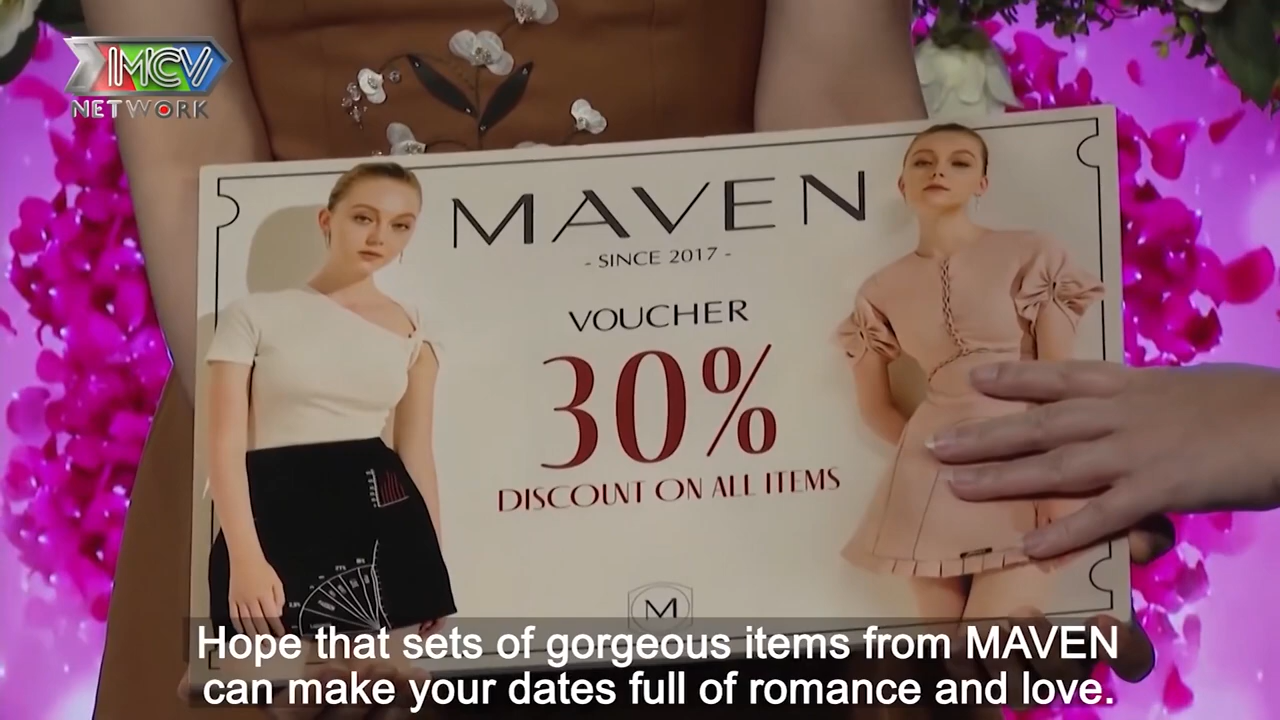 MCV
NETWORK
MAVEN
- SINCE 2017 -
VOUCHER
30%
DISCOUNT ON ALL ITEMS
M
Hope that sets of gorgeous items from MAVEN
can make your dates full of romance and love.